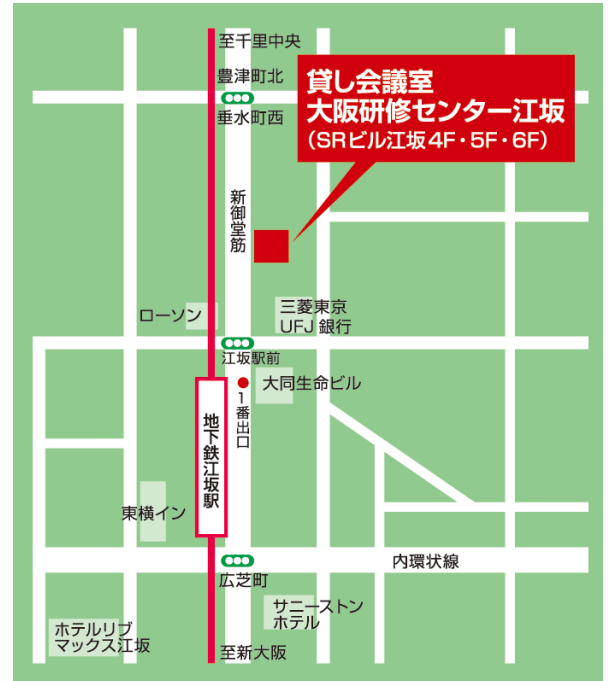 至千里中央
豊津町北
貸し会議室
大阪研修センター江坂
(SRビル江坂4F・5F・6F)
垂水町西
新御堂筋
ローソン
三菱東京
UFJ 銀行
江坂駅前
大同生命ビル
1番出口
地下鉄江坂駅
東横イン
内環状線
広芝町
サニーストン
ホテル
ホテルリブ
マックス江坂
至新大阪